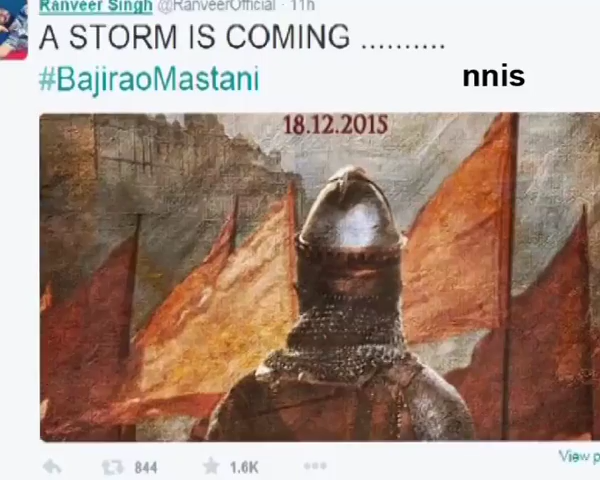 Ranveer Singh @RanveerOfficial · 11h
A STORM IS COMING ..........
#BajiraoMastani
nnis
18.12.2015
844 1.6K •••
View p